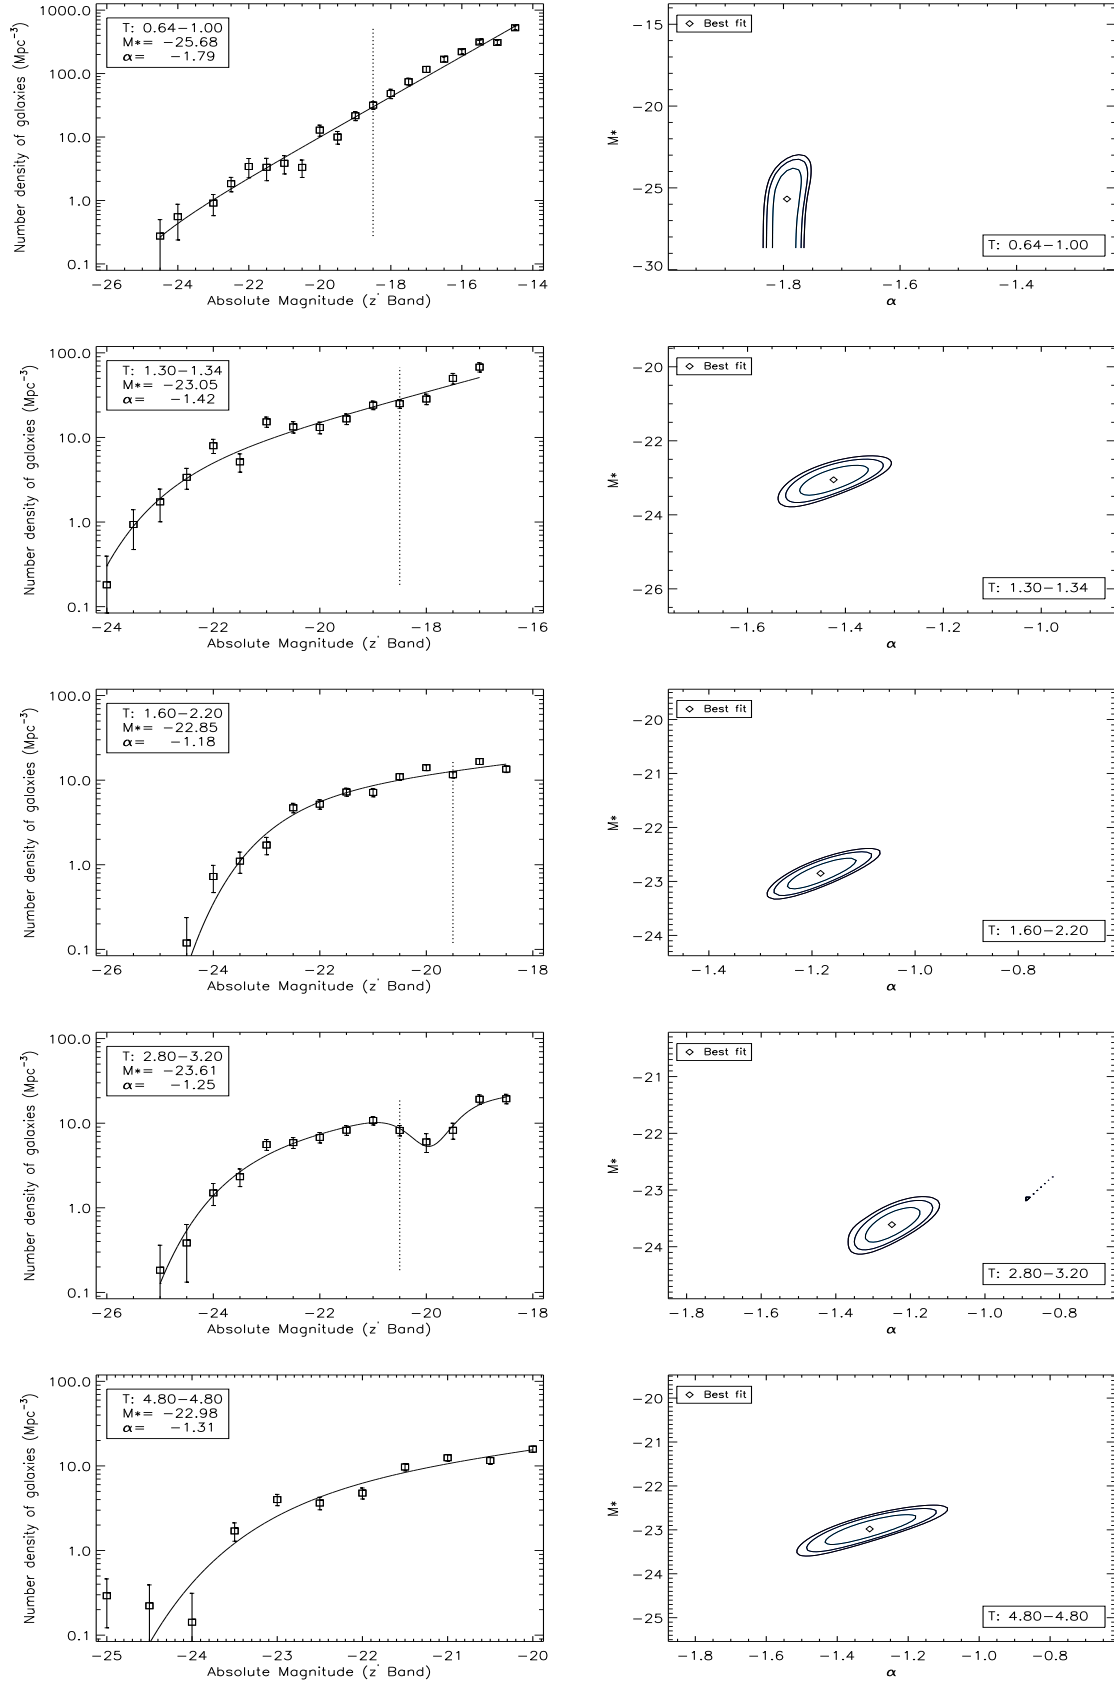 1000.0
100.0
10.0
1.0
0.1
Number density of galaxies (Mpc⁻³)
T: 0.64−1.00
M*= −25.68
α= −1.79
−26 −24 −22 −20 −18 −16 −14
Absolute Magnitude (z' Band)
−15
−20
−25
−30
M*
Best fit
T: 0.64−1.00
−1.8 −1.6 −1.4
α
100.0
10.0
1.0
0.1
Number density of galaxies (Mpc⁻³)
T: 1.30−1.34
M*= −23.05
α= −1.42
−24 −22 −20 −18 −16
Absolute Magnitude (z' Band)
−20
−22
−24
−26
M*
Best fit
T: 1.30−1.34
−1.6 −1.4 −1.2 −1.0
α
100.0
10.0
1.0
0.1
Number density of galaxies (Mpc⁻³)
T: 1.60−2.20
M*= −22.85
α= −1.18
−26 −24 −22 −20 −18
Absolute Magnitude (z' Band)
−20
−21
−22
−23
−24
M*
Best fit
T: 1.60−2.20
−1.4 −1.2 −1.0 −0.8
α
100.0
10.0
1.0
0.1
Number density of galaxies (Mpc⁻³)
T: 2.80−3.20
M*= −23.61
α= −1.25
−26 −24 −22 −20 −18
Absolute Magnitude (z' Band)
−21
−22
−23
−24
M*
Best fit
T: 2.80−3.20
−1.8 −1.6 −1.4 −1.2 −1.0 −0.8
α
100.0
10.0
1.0
0.1
Number density of galaxies (Mpc⁻³)
T: 4.80−4.80
M*= −22.98
α= −1.31
−25 −24 −23 −22 −21 −20
Absolute Magnitude (z' Band)
−20
−21
−22
−23
−24
−25
M*
Best fit
T: 4.80−4.80
−1.8 −1.6 −1.4 −1.2 −1.0 −0.8
α